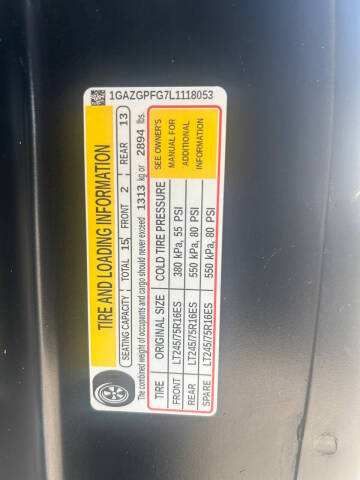 1GAZGPFG7L1118053
TIRE AND LOADING INFORMATION
SEATING CAPACITY TOTAL 15 FRONT 2 REAR 13
The combined weight of occupants and cargo should never exceed 1313 kg or 2894 lbs.
TIRE ORIGINAL SIZE COLD TIRE PRESSURE
FRONT LT245/75R16ES 380 kPa, 55 PSI
REAR LT245/75R16ES 550 kPa, 80 PSI
SPARE LT245/75R16ES 550 kPa, 80 PSI
SEE OWNER'S
MANUAL FOR
ADDITIONAL
INFORMATION